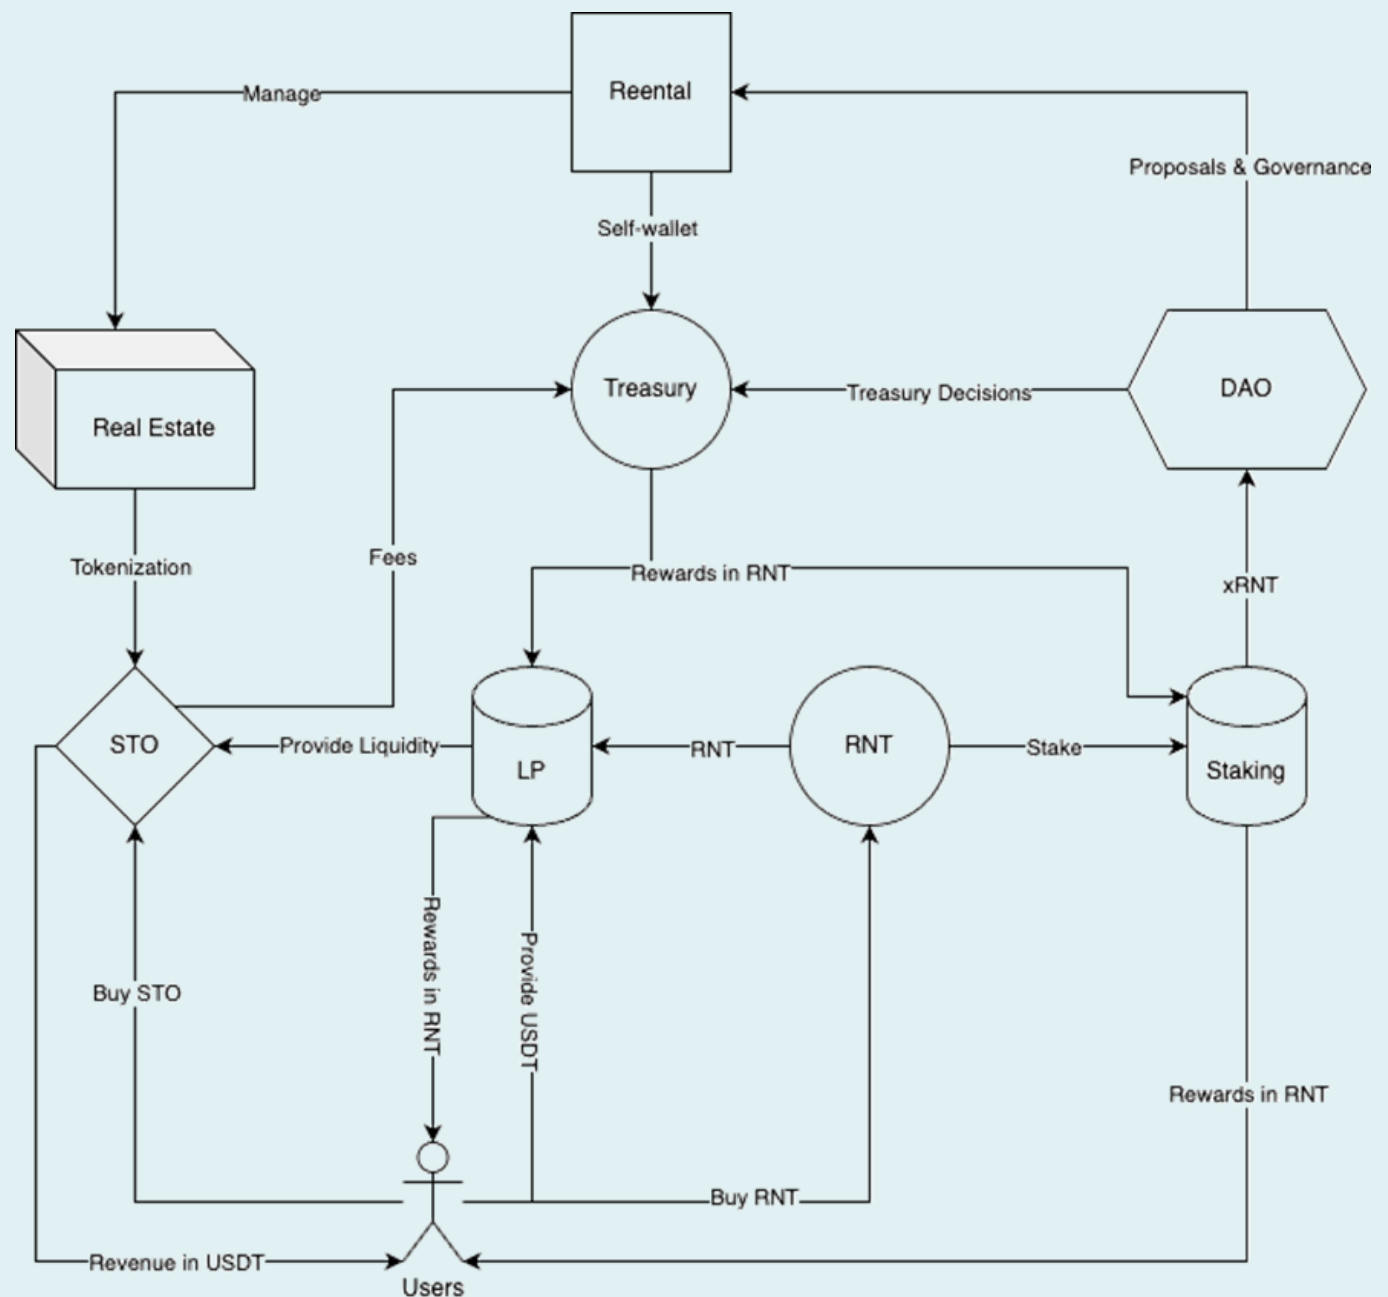 Reental
Manage
Proposals & Governance
Self-wallet
Treasury
Treasury Decisions
DAO
Real Estate
Tokenization
Fees
Rewards in RNT
xRNT
STO
Provide Liquidity
LP
RNT
RNT
Stake
Staking
Buy STO
Rewards in RNT
Provide USDT
Rewards in RNT
Buy RNT
Revenue in USDT
Users